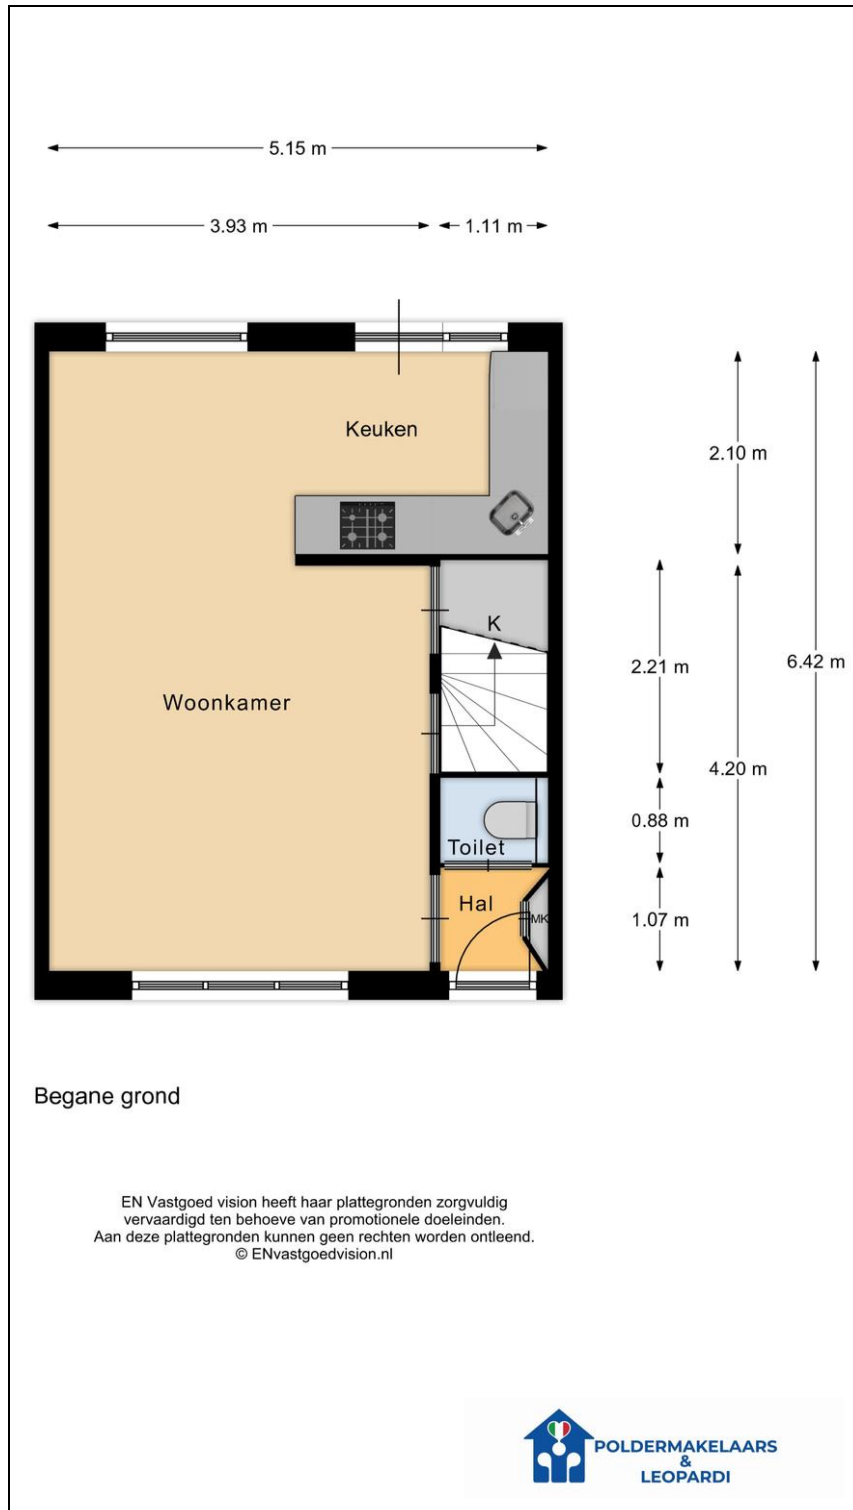 5.15 m
3.93 m
1.11 m
Keuken
2.10 m
K
2.21 m
6.42 m
Woonkamer
4.20 m
0.88 m
Toilet
Hal
MK
1.07 m
Begane grond
EN Vastgoed vision heeft haar plattegronden zorgvuldig
vervaardigd ten behoeve van promotionele doeleinden.
Aan deze plattegronden kunnen geen rechten worden ontleend.
© ENvastgoedvision.nl
POLDERMAKELAARS
&
LEOPARDI